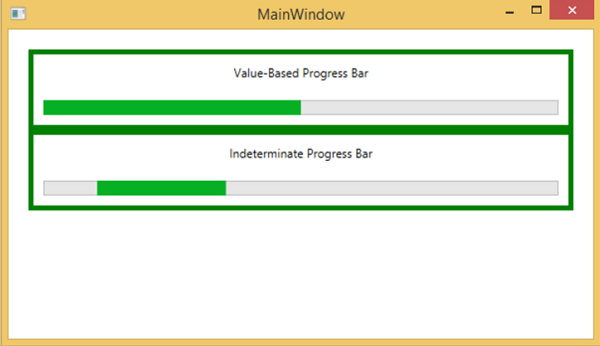 MainWindow
Value-Based Progress Bar
Indeterminate Progress Bar